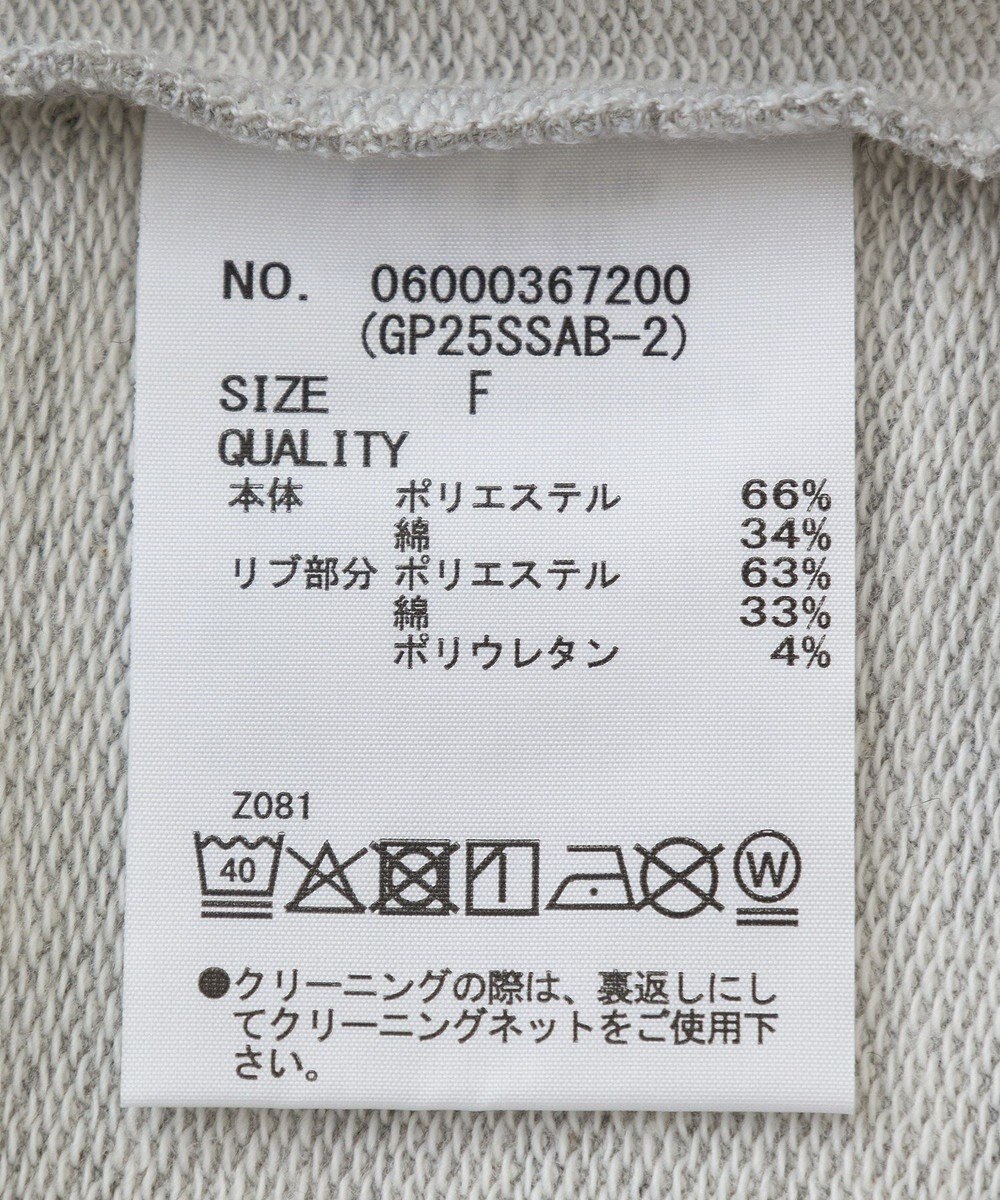 NO. 06000367200
(GP25SSAB-2)
SIZE F
QUALITY
本体 ポリエステル 66%
綿 34%
リブ部分 ポリエステル 63%
綿 33%
ポリウレタン 4%
Z081
40 W
●クリーニングの際は、裏返しにし
てクリーニングネットをご使用下
さい。